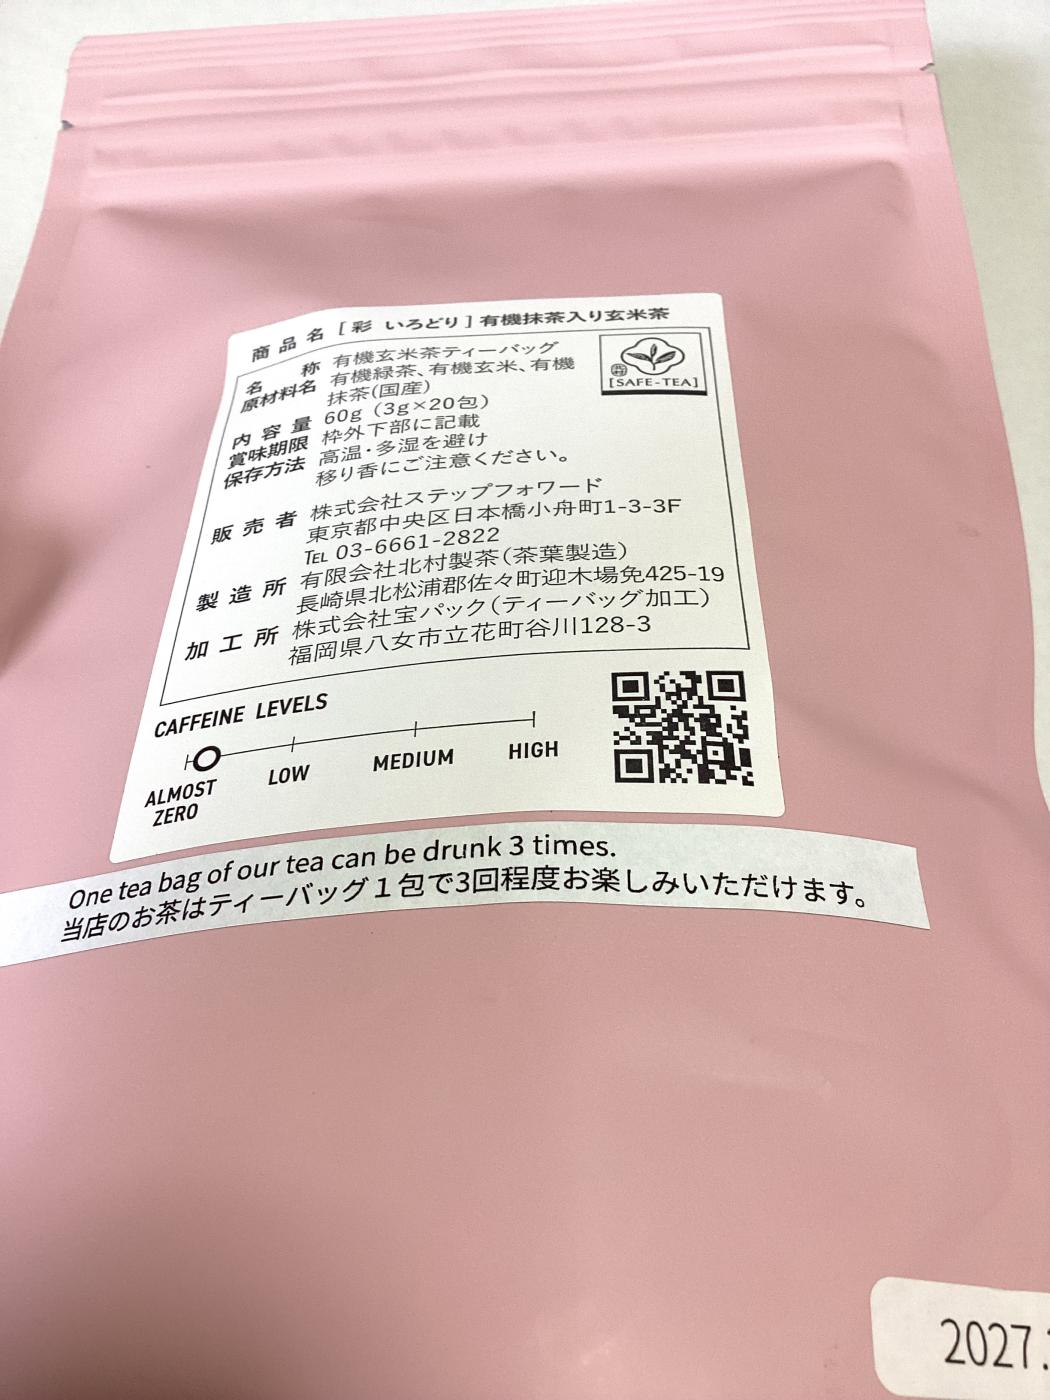 商品名 [彩 いろどり]有機抹茶入り玄米茶
名称 有機玄米茶ティーバッグ
原材料名 有機緑茶、有機玄米、有機
抹茶(国産)
内容量 60g(3g×20包)
賞味期限 枠外下部に記載
保存方法 高温・多湿を避け
移り香にご注意ください。
販売者 株式会社ステップフォワード
東京都中央区日本橋小舟町1-3-3F
TEL 03-6661-2822
製造所 有限会社北村製茶(茶葉製造)
長崎県北松浦郡佐々町迎木場免425-19
加工所 株式会社宝パック(ティーバッグ加工)
福岡県八女市立花町谷川128-3
[SAFE-TEA]
CAFFEINE LEVELS
ALMOST
ZERO
LOW
MEDIUM
HIGH
One tea bag of our tea can be drunk 3 times.
当店のお茶はティーバッグ1包で3回程度お楽しみいただけます。
2027.